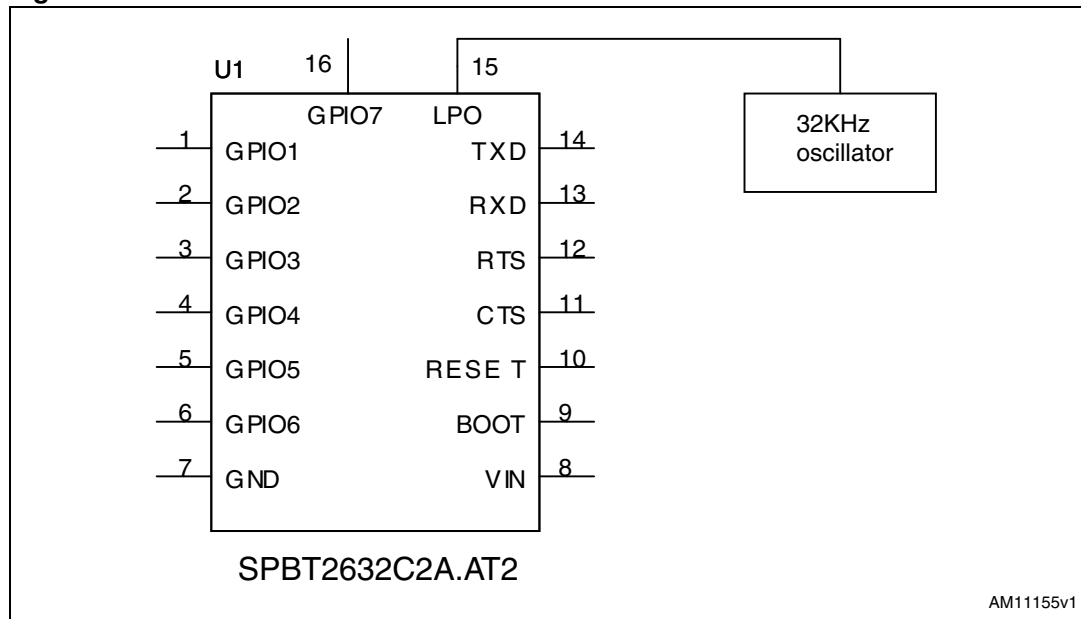 U1
16
15
GPIO7
LPO
1
GPIO1
TXD
14
2
GPIO2
RXD
13
3
GPIO3
RTS
12
4
GPIO4
CTS
11
5
GPIO5
RESET
10
6
GPIO6
BOOT
9
7
GND
VIN
8
32KHz
oscillator
SPBT2632C2A.AT2
AM11155v1